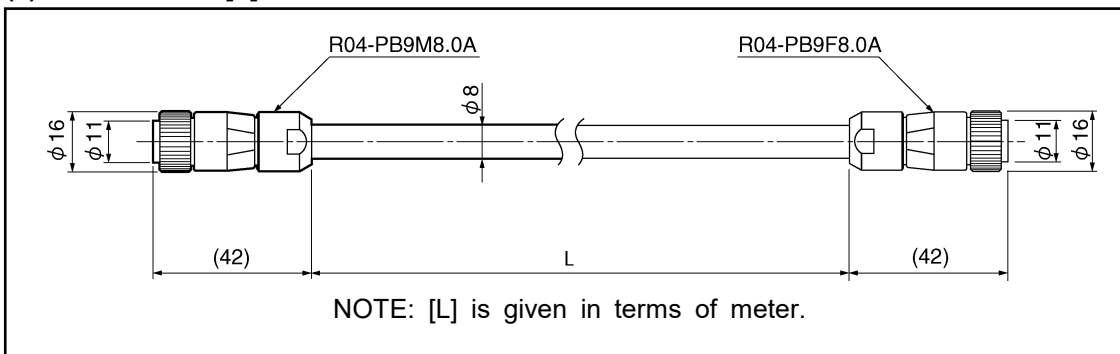 R04-PB9M8.0A
R04-PB9F8.0A
φ16
φ11
φ8
φ11
φ16
(42)
L
(42)
NOTE: [L] is given in terms of meter.